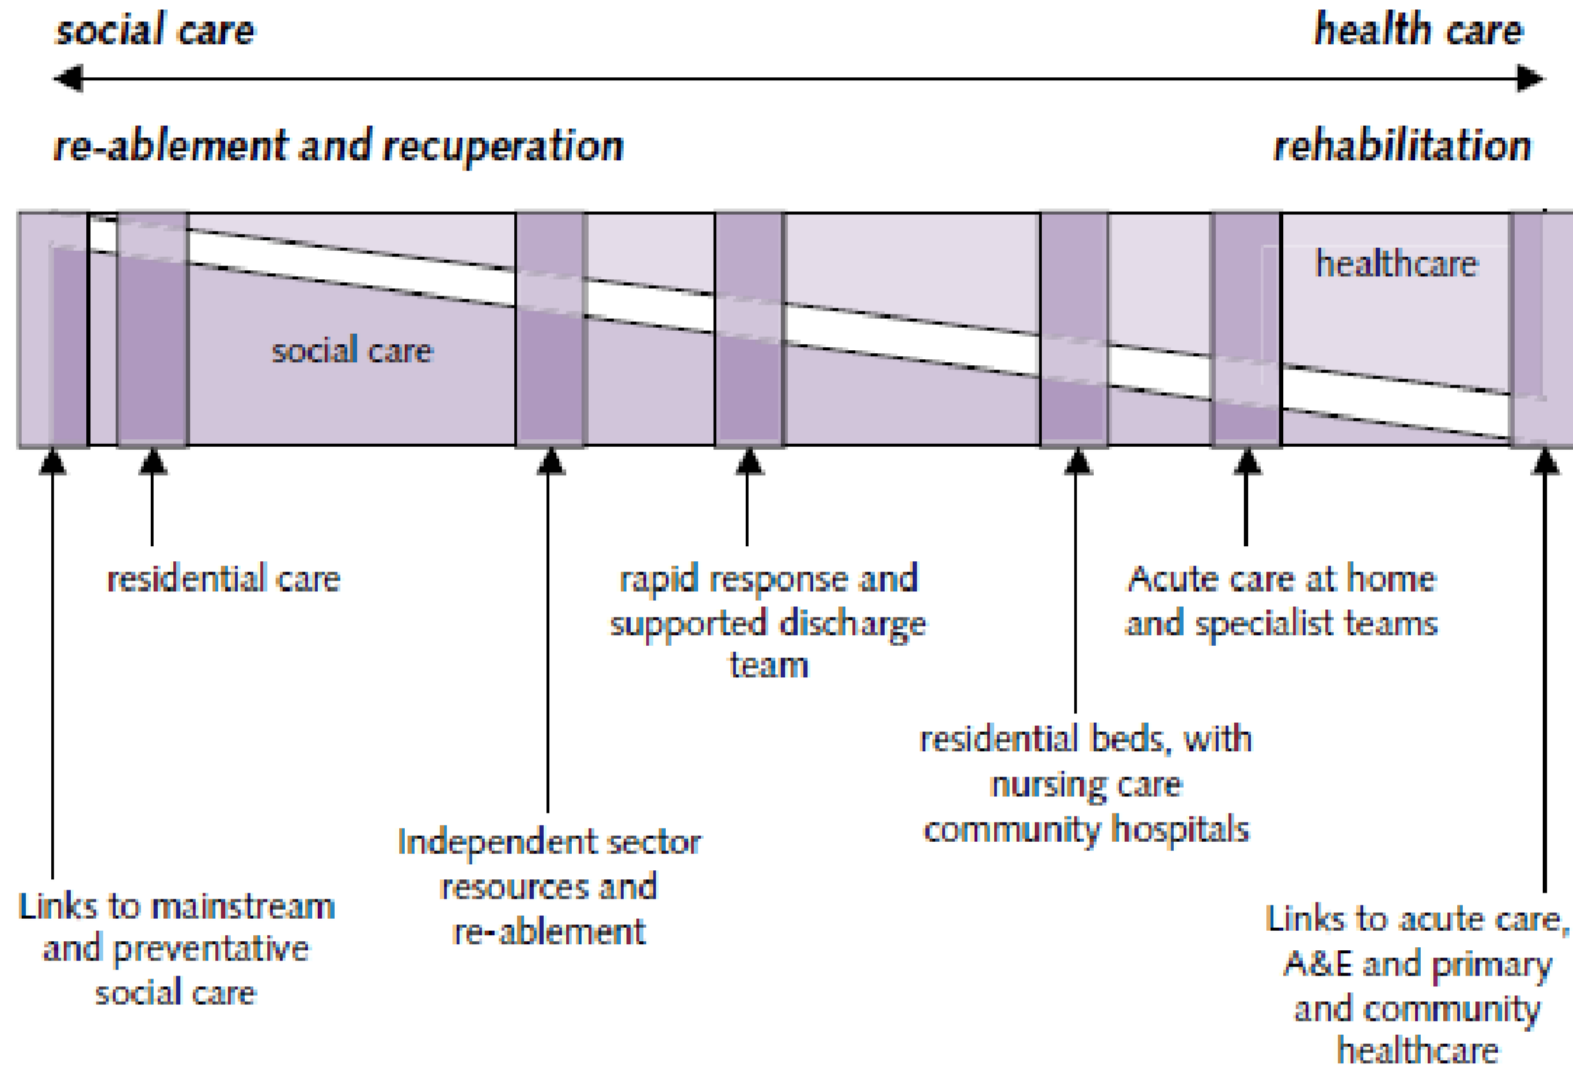 social care
health care
re-ablement and recuperation
rehabilitation
healthcare
social care
residential care
rapid response and
supported discharge
team
Acute care at home
and specialist teams
residential beds, with
nursing care
community hospitals
Independent sector
resources and
re-ablement
Links to mainstream
and preventative
social care
Links to acute care,
A&E and primary
and community
healthcare